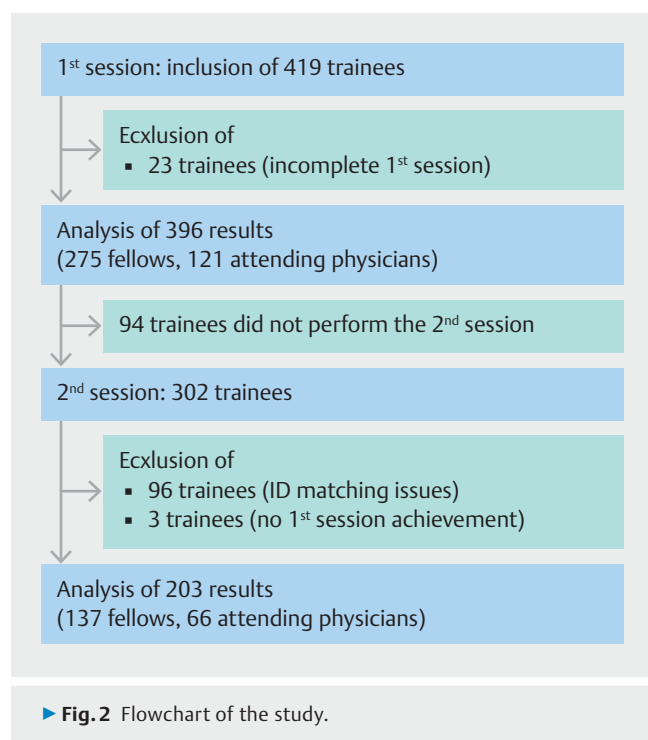 1st session: inclusion of 419 trainees
Ecxlusion of
▪ 23 trainees (incomplete 1st session)
Analysis of 396 results
(275 fellows, 121 attending physicians)
94 trainees did not perform the 2nd session
2nd session: 302 trainees
Ecxlusion of
▪ 96 trainees (ID matching issues)
▪ 3 trainees (no 1st session achievement)
Analysis of 203 results
(137 fellows, 66 attending physicians)
▶ Fig. 2 Flowchart of the study.